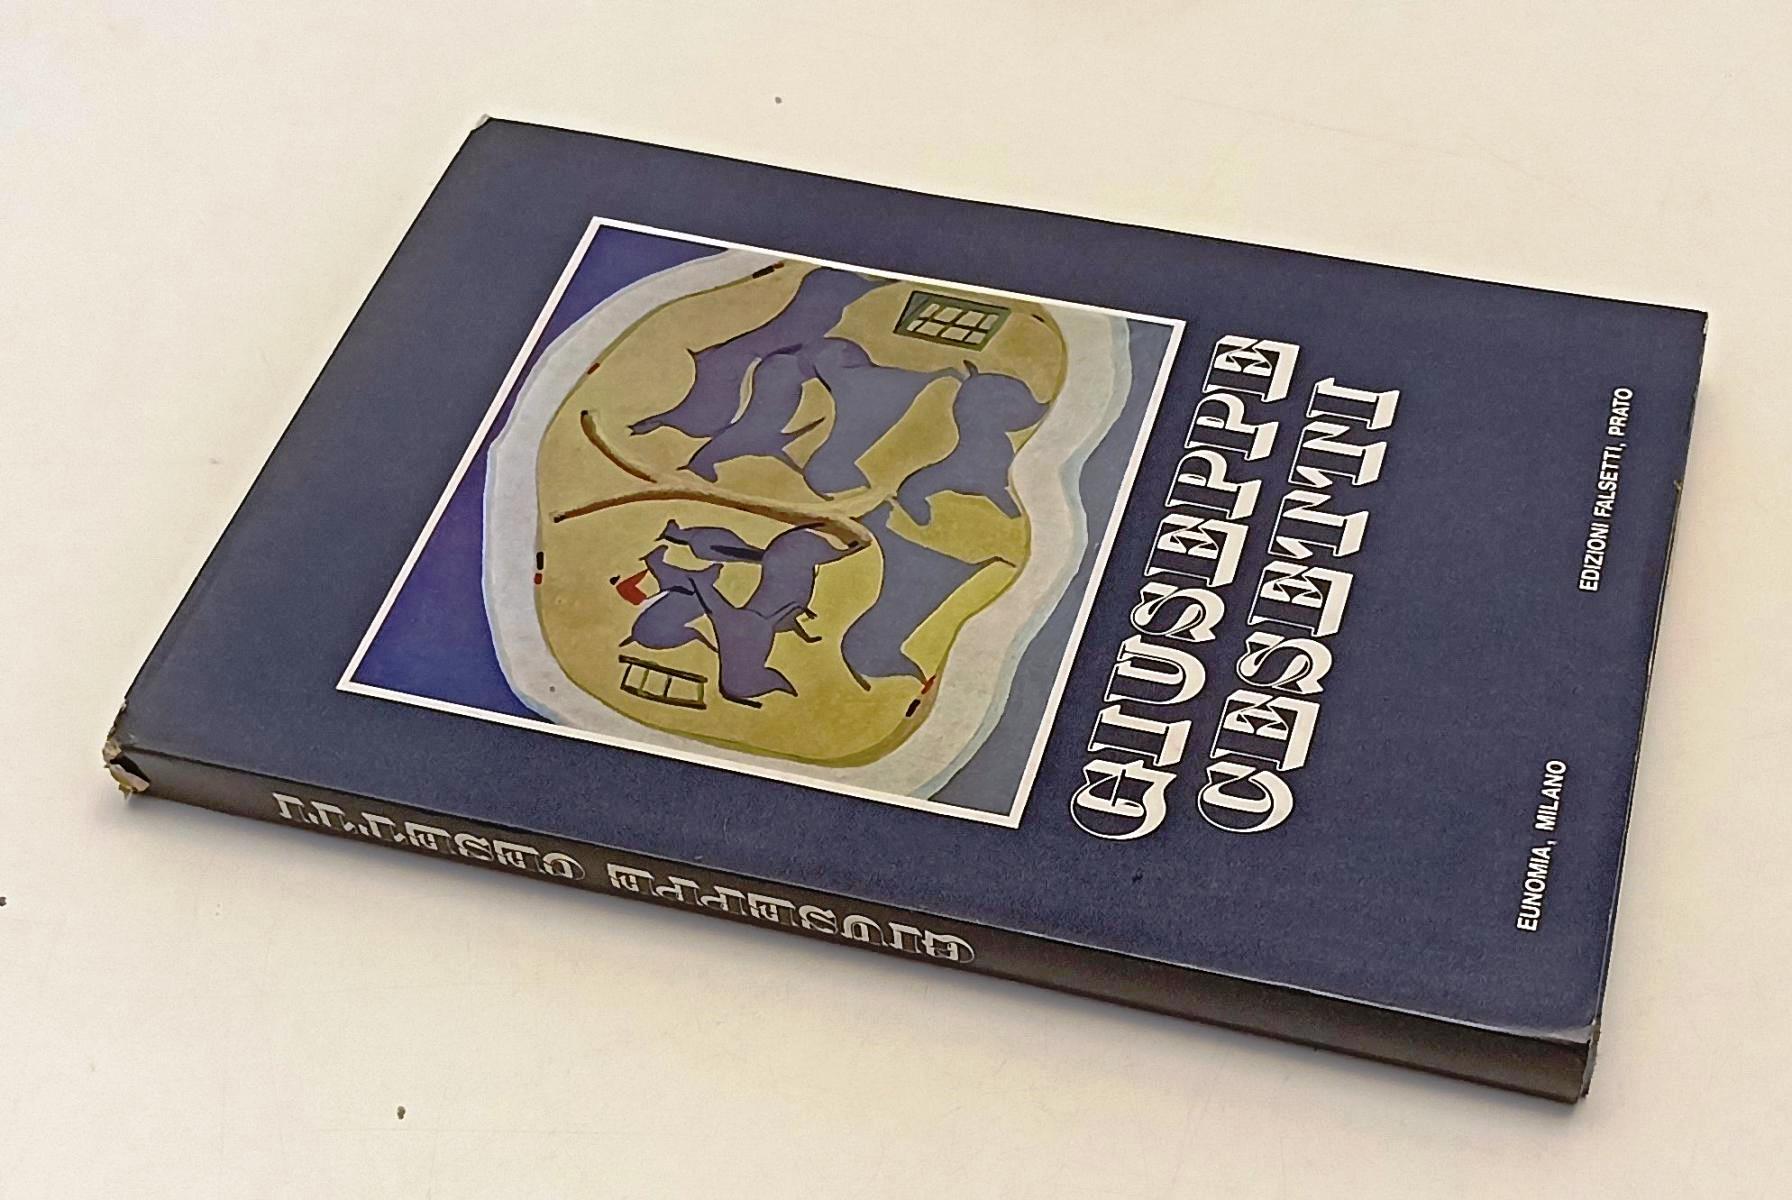 GIUSEPPE
CESETTI
EUNOMIA, MILANO
EDIZIONI FALSETTI, PRATO
GIUSEPPE CESETTI